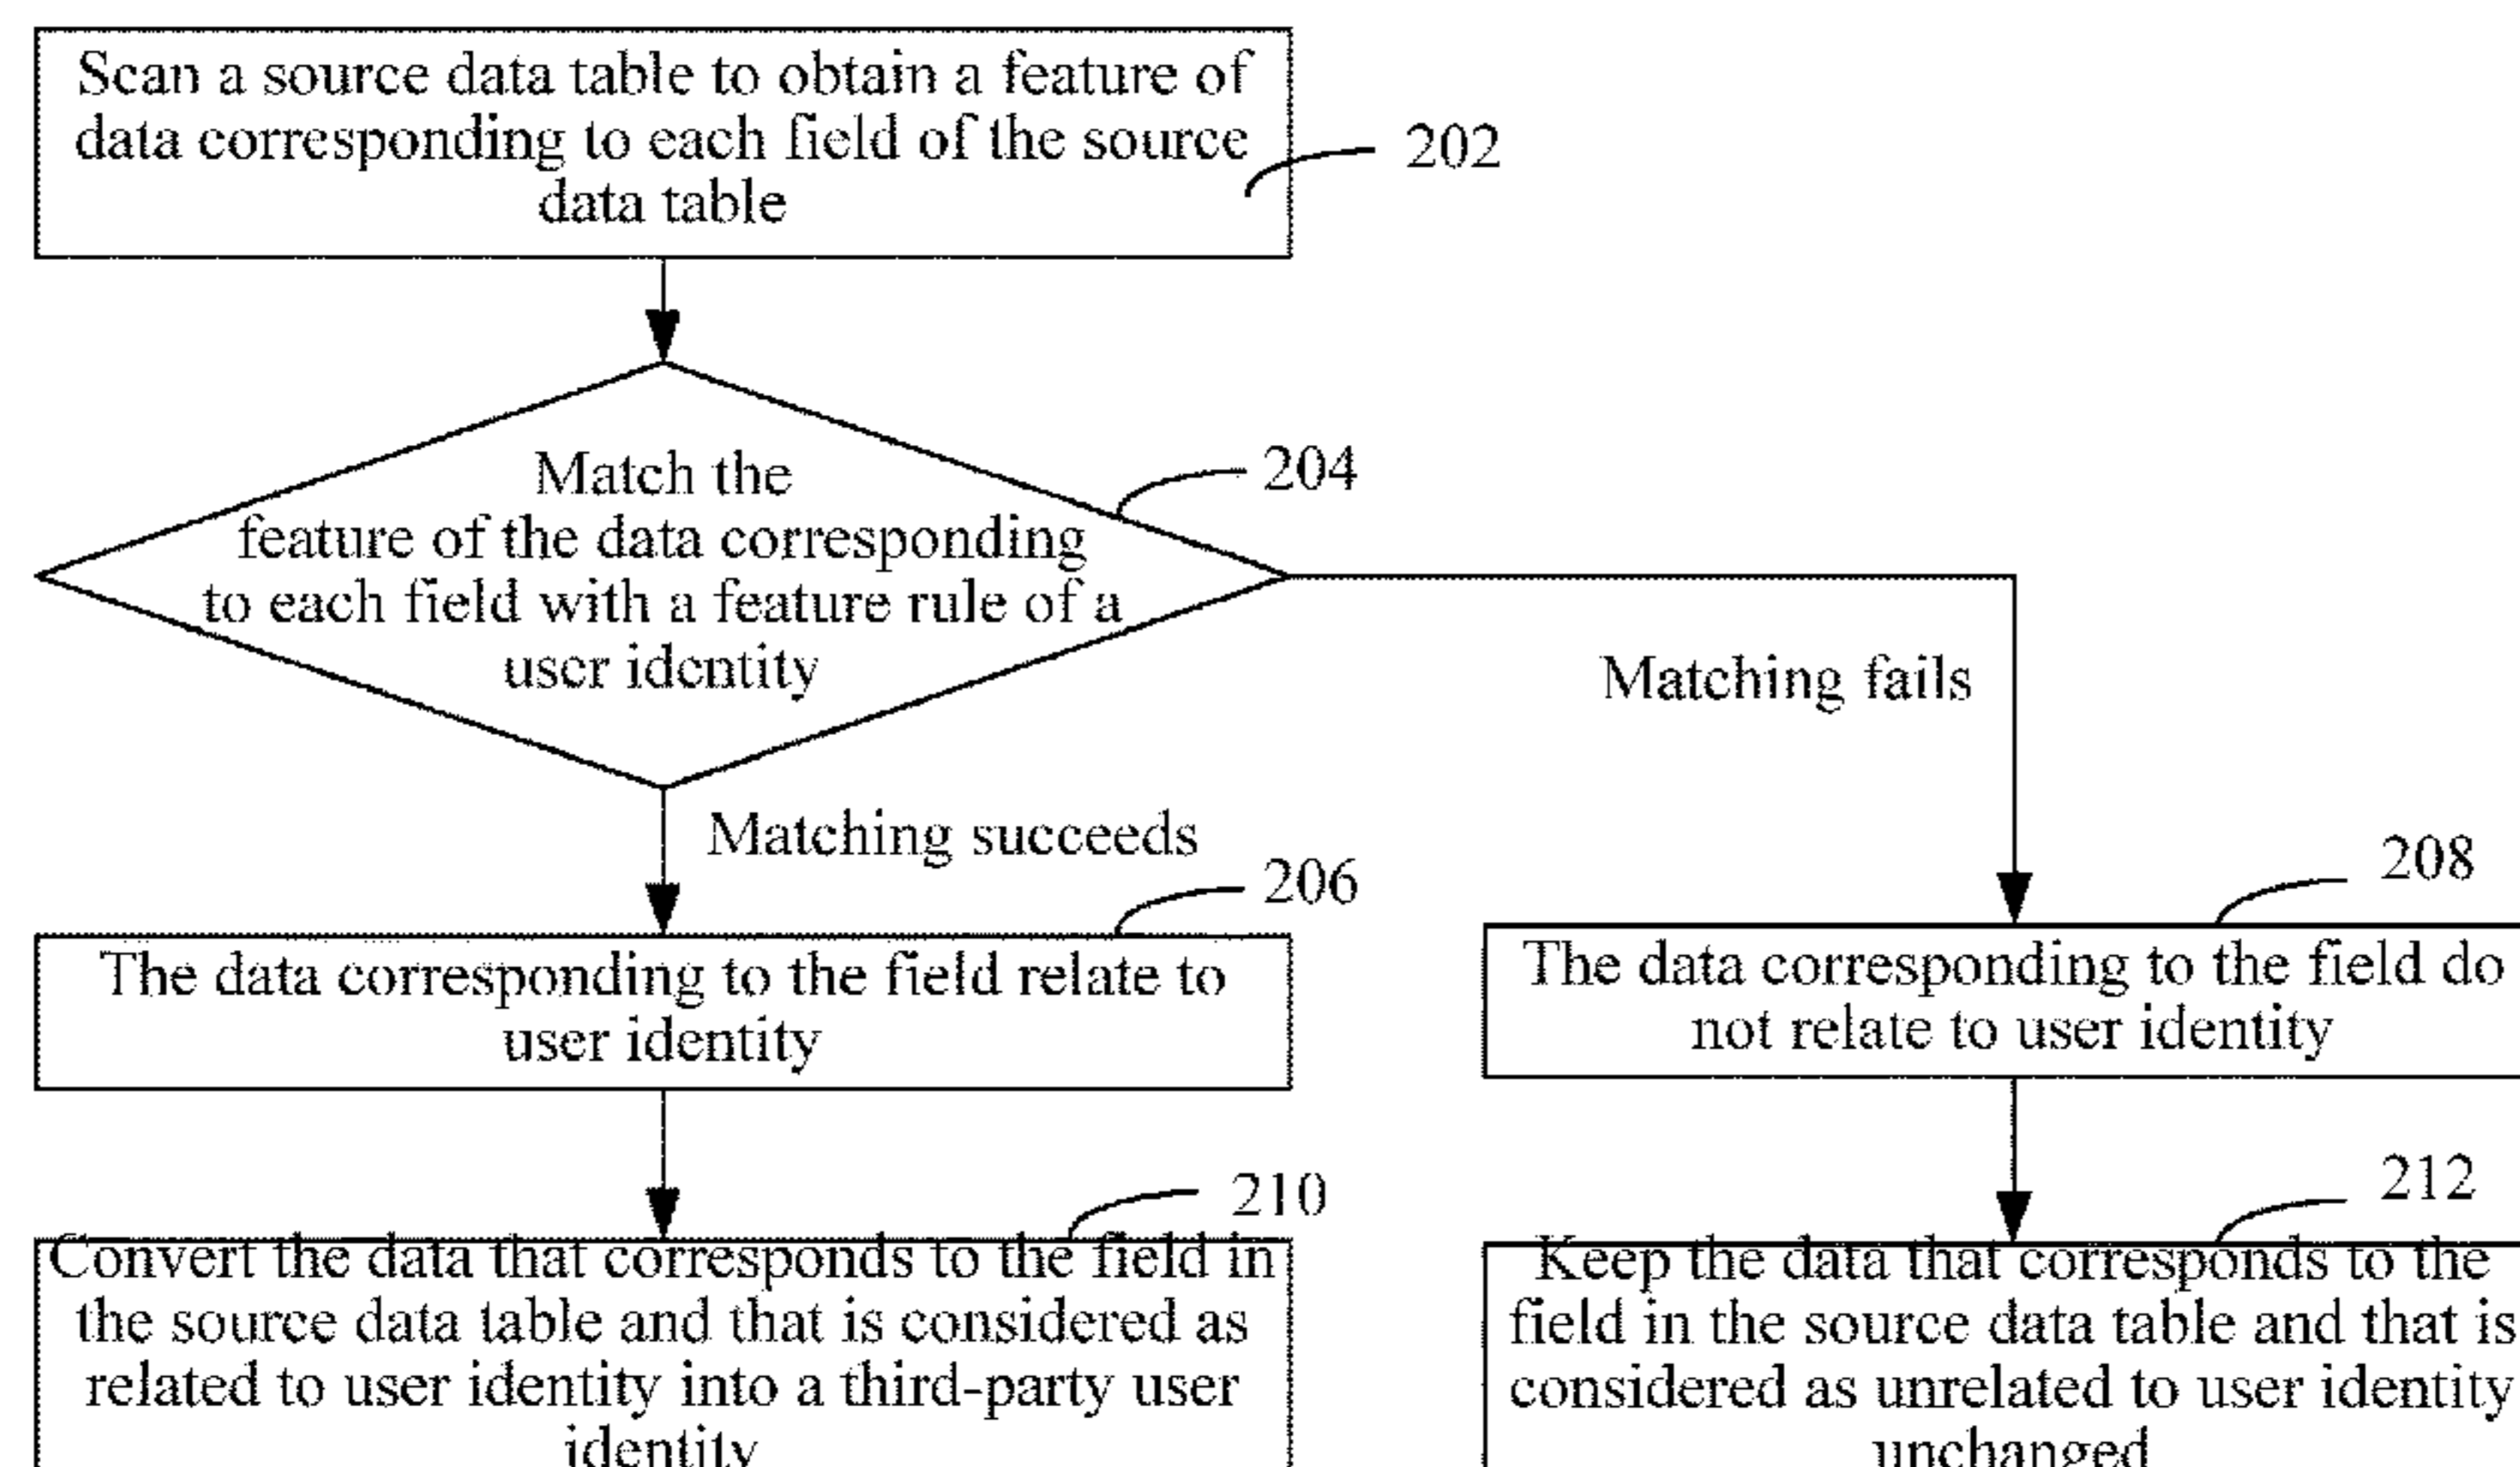 Scan a source data table to obtain a feature of
data corresponding to each field of the source
data table
202
Match the
feature of the data corresponding
to each field with a feature rule of a
user identity
204
Matching fails
Matching succeeds
206
The data corresponding to the field relate to
user identity
208
The data corresponding to the field do
not relate to user identity
210
Convert the data that corresponds to the field in
the source data table and that is considered as
related to user identity into a third-party user
identity
212
Keep the data that corresponds to the
field in the source data table and that is
considered as unrelated to user identity
unchanged